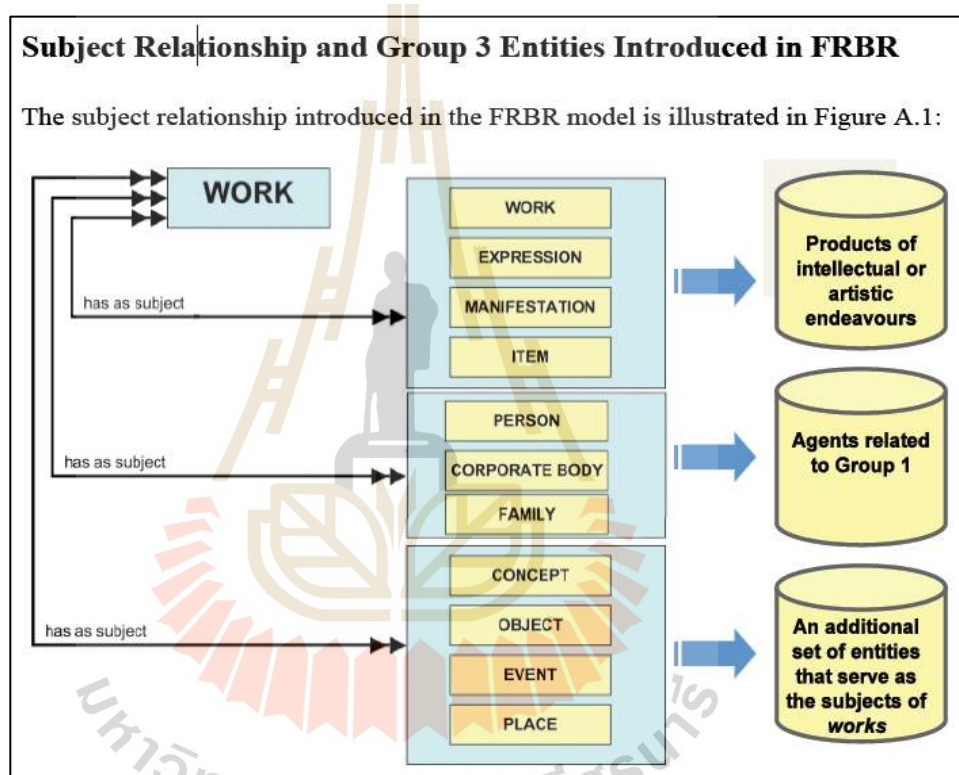 Subject Relationship and Group 3 Entities Introduced in FRBR
The subject relationship introduced in the FRBR model is illustrated in Figure A.1:
WORK
has as subject
WORK
EXPRESSION
MANIFESTATION
ITEM
Products of
intellectual or
artistic
endeavours
has as subject
PERSON
CORPORATE BODY
FAMILY
Agents related
to Group 1
has as subject
CONCEPT
OBJECT
EVENT
PLACE
An additional
set of entities
that serve as
the subjects of
works